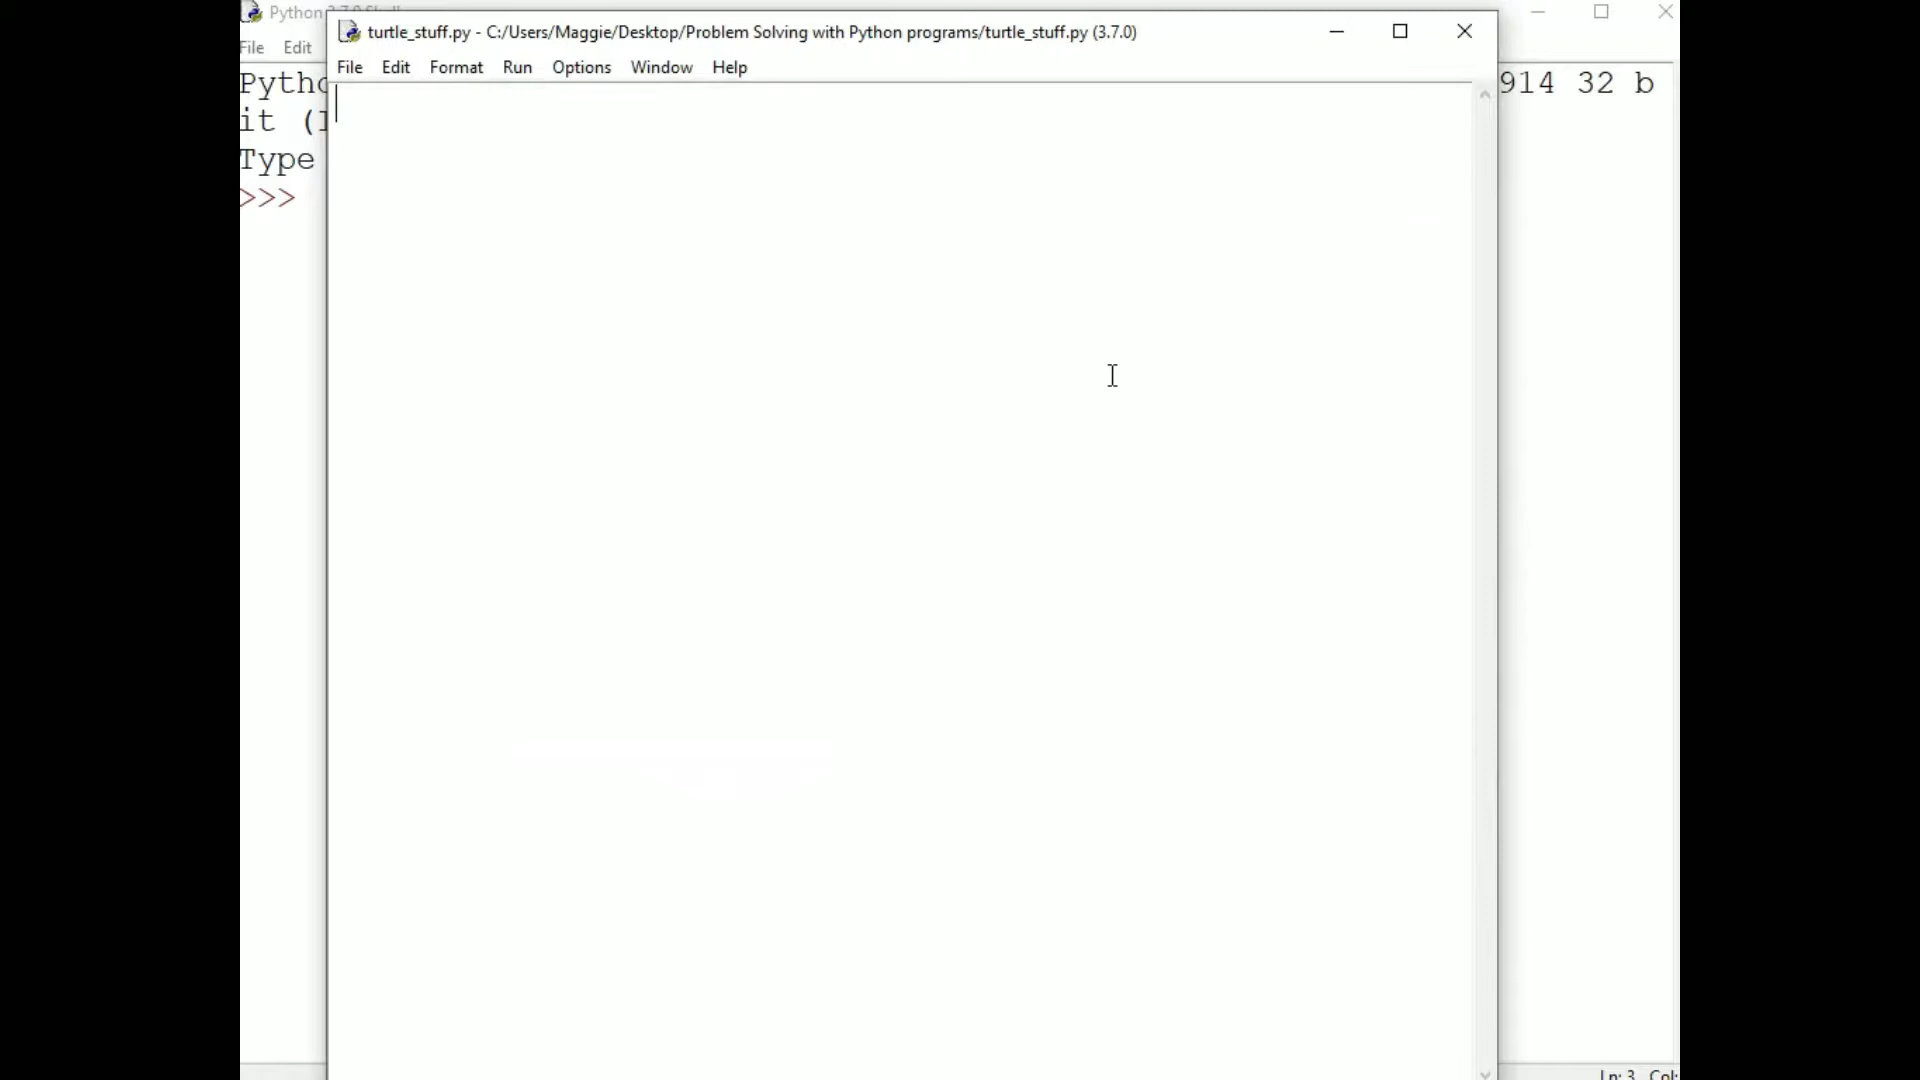 Python
File Edit
turtle_stuff.py - C:/Users/Maggie/Desktop/Problem Solving with Python programs/turtle_stuff.py (3.7.0)
File Edit Format Run Options Window Help
Pytho
914 32 b
it (
Type
>>>
Ln: 3 Col: